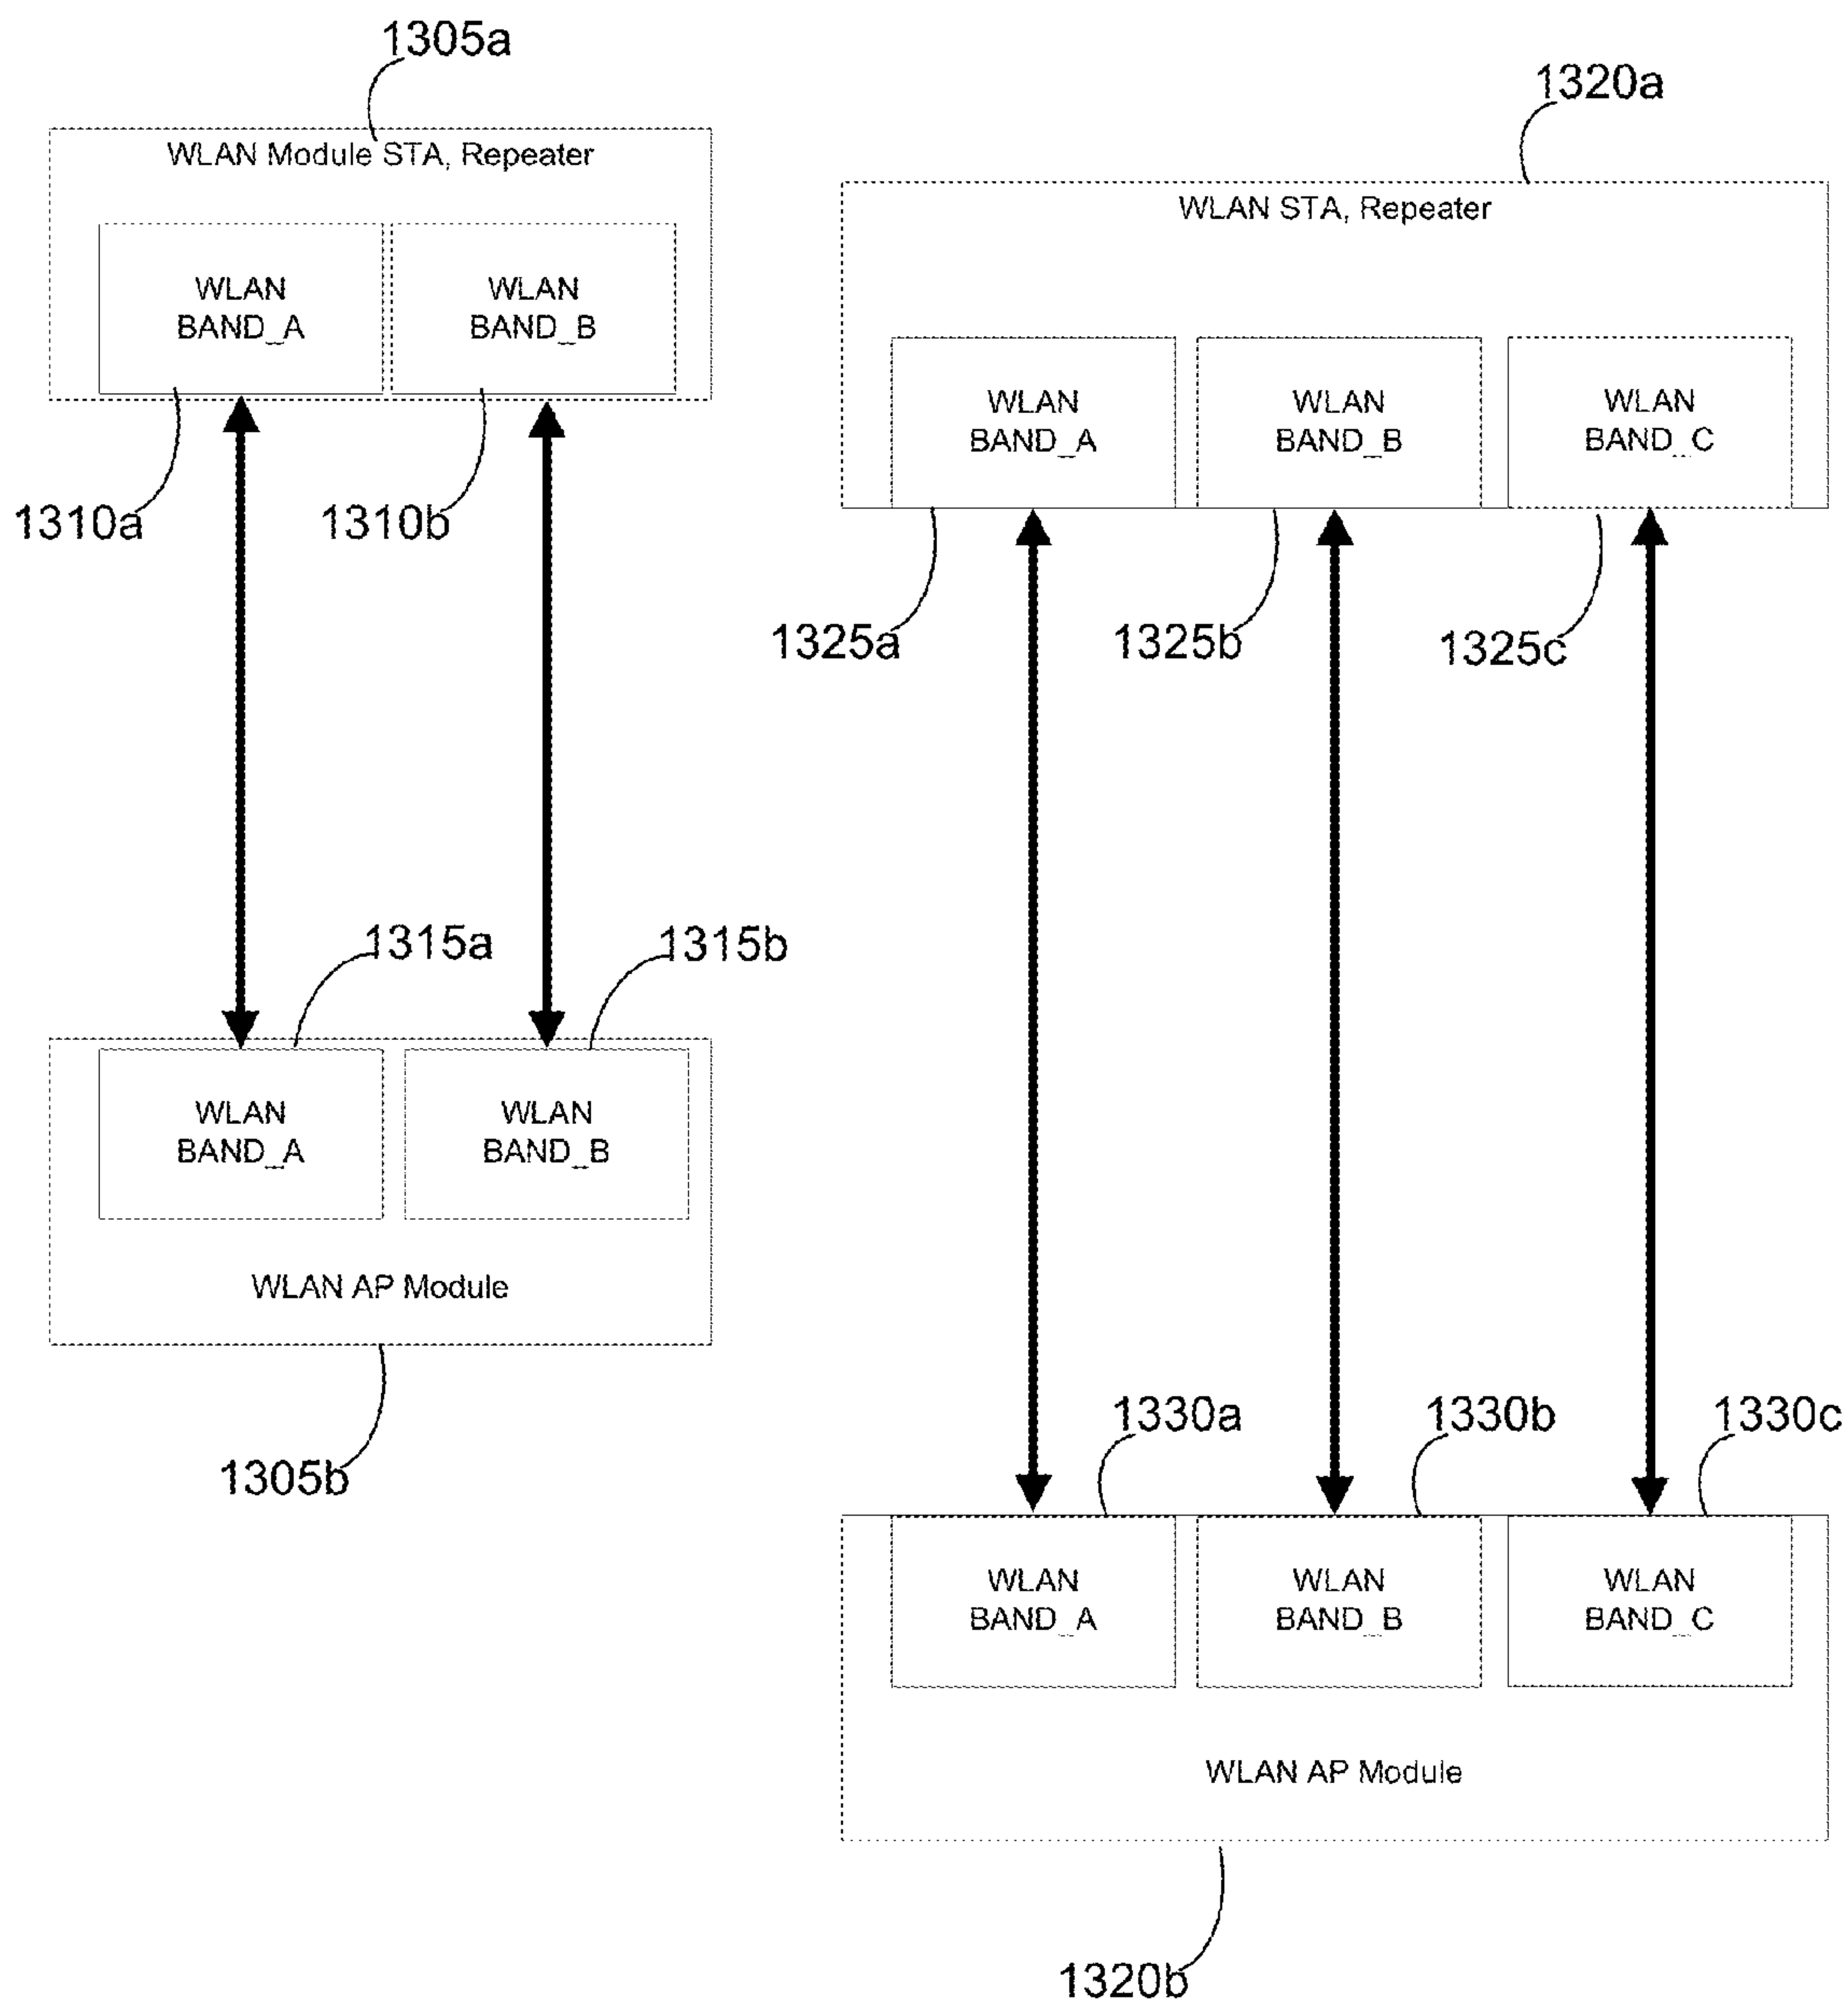 1305a
WLAN Module STA, Repeater
WLAN
BAND_A
WLAN
BAND_B
1310a
1310b
1315a
1315b
WLAN
BAND_A
WLAN
BAND_B
WLAN AP Module
1305b
1320a
WLAN STA, Repeater
WLAN
BAND_A
WLAN
BAND_B
WLAN
BAND_C
1325a
1325b
1325c
1330a
1330b
1330c
WLAN
BAND_A
WLAN
BAND_B
WLAN
BAND_C
WLAN AP Module
1320b